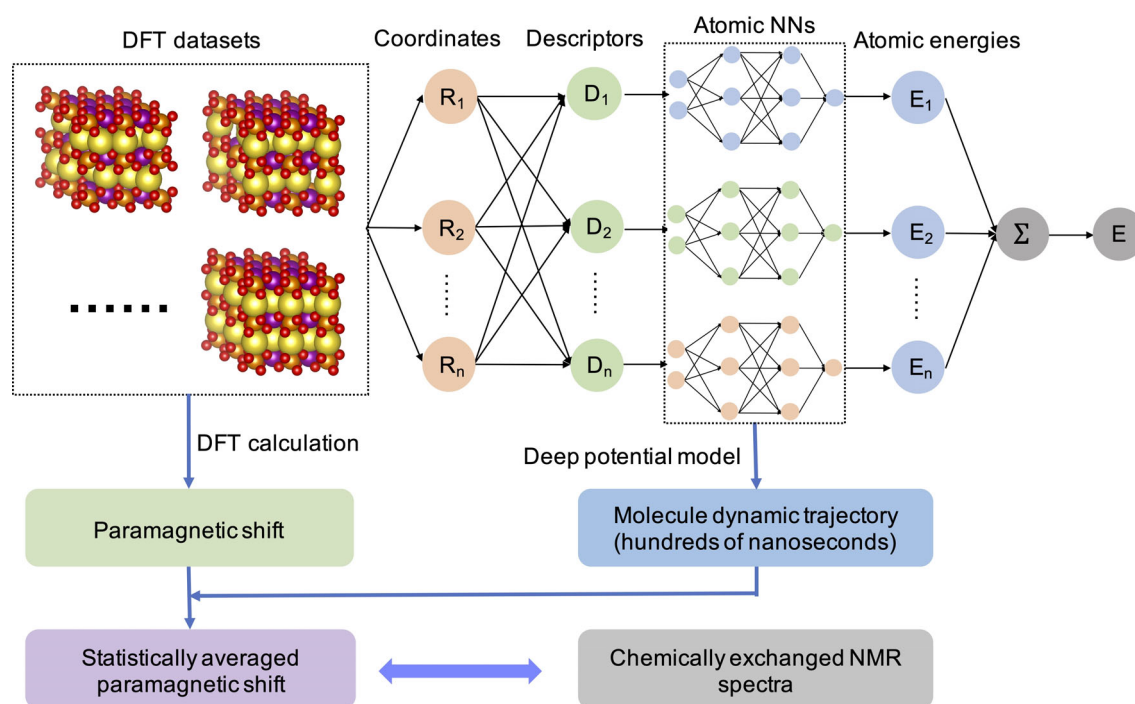 DFT datasets
Coordinates
Descriptors
Atomic NNs
Atomic energies
R1
D1
E1
R2
D2
E2
Σ
E
......
Rn
Dn
En
DFT calculation
Deep potential model
Paramagnetic shift
Molecule dynamic trajectory
(hundreds of nanoseconds)
Statistically averaged
paramagnetic shift
Chemically exchanged NMR
spectra